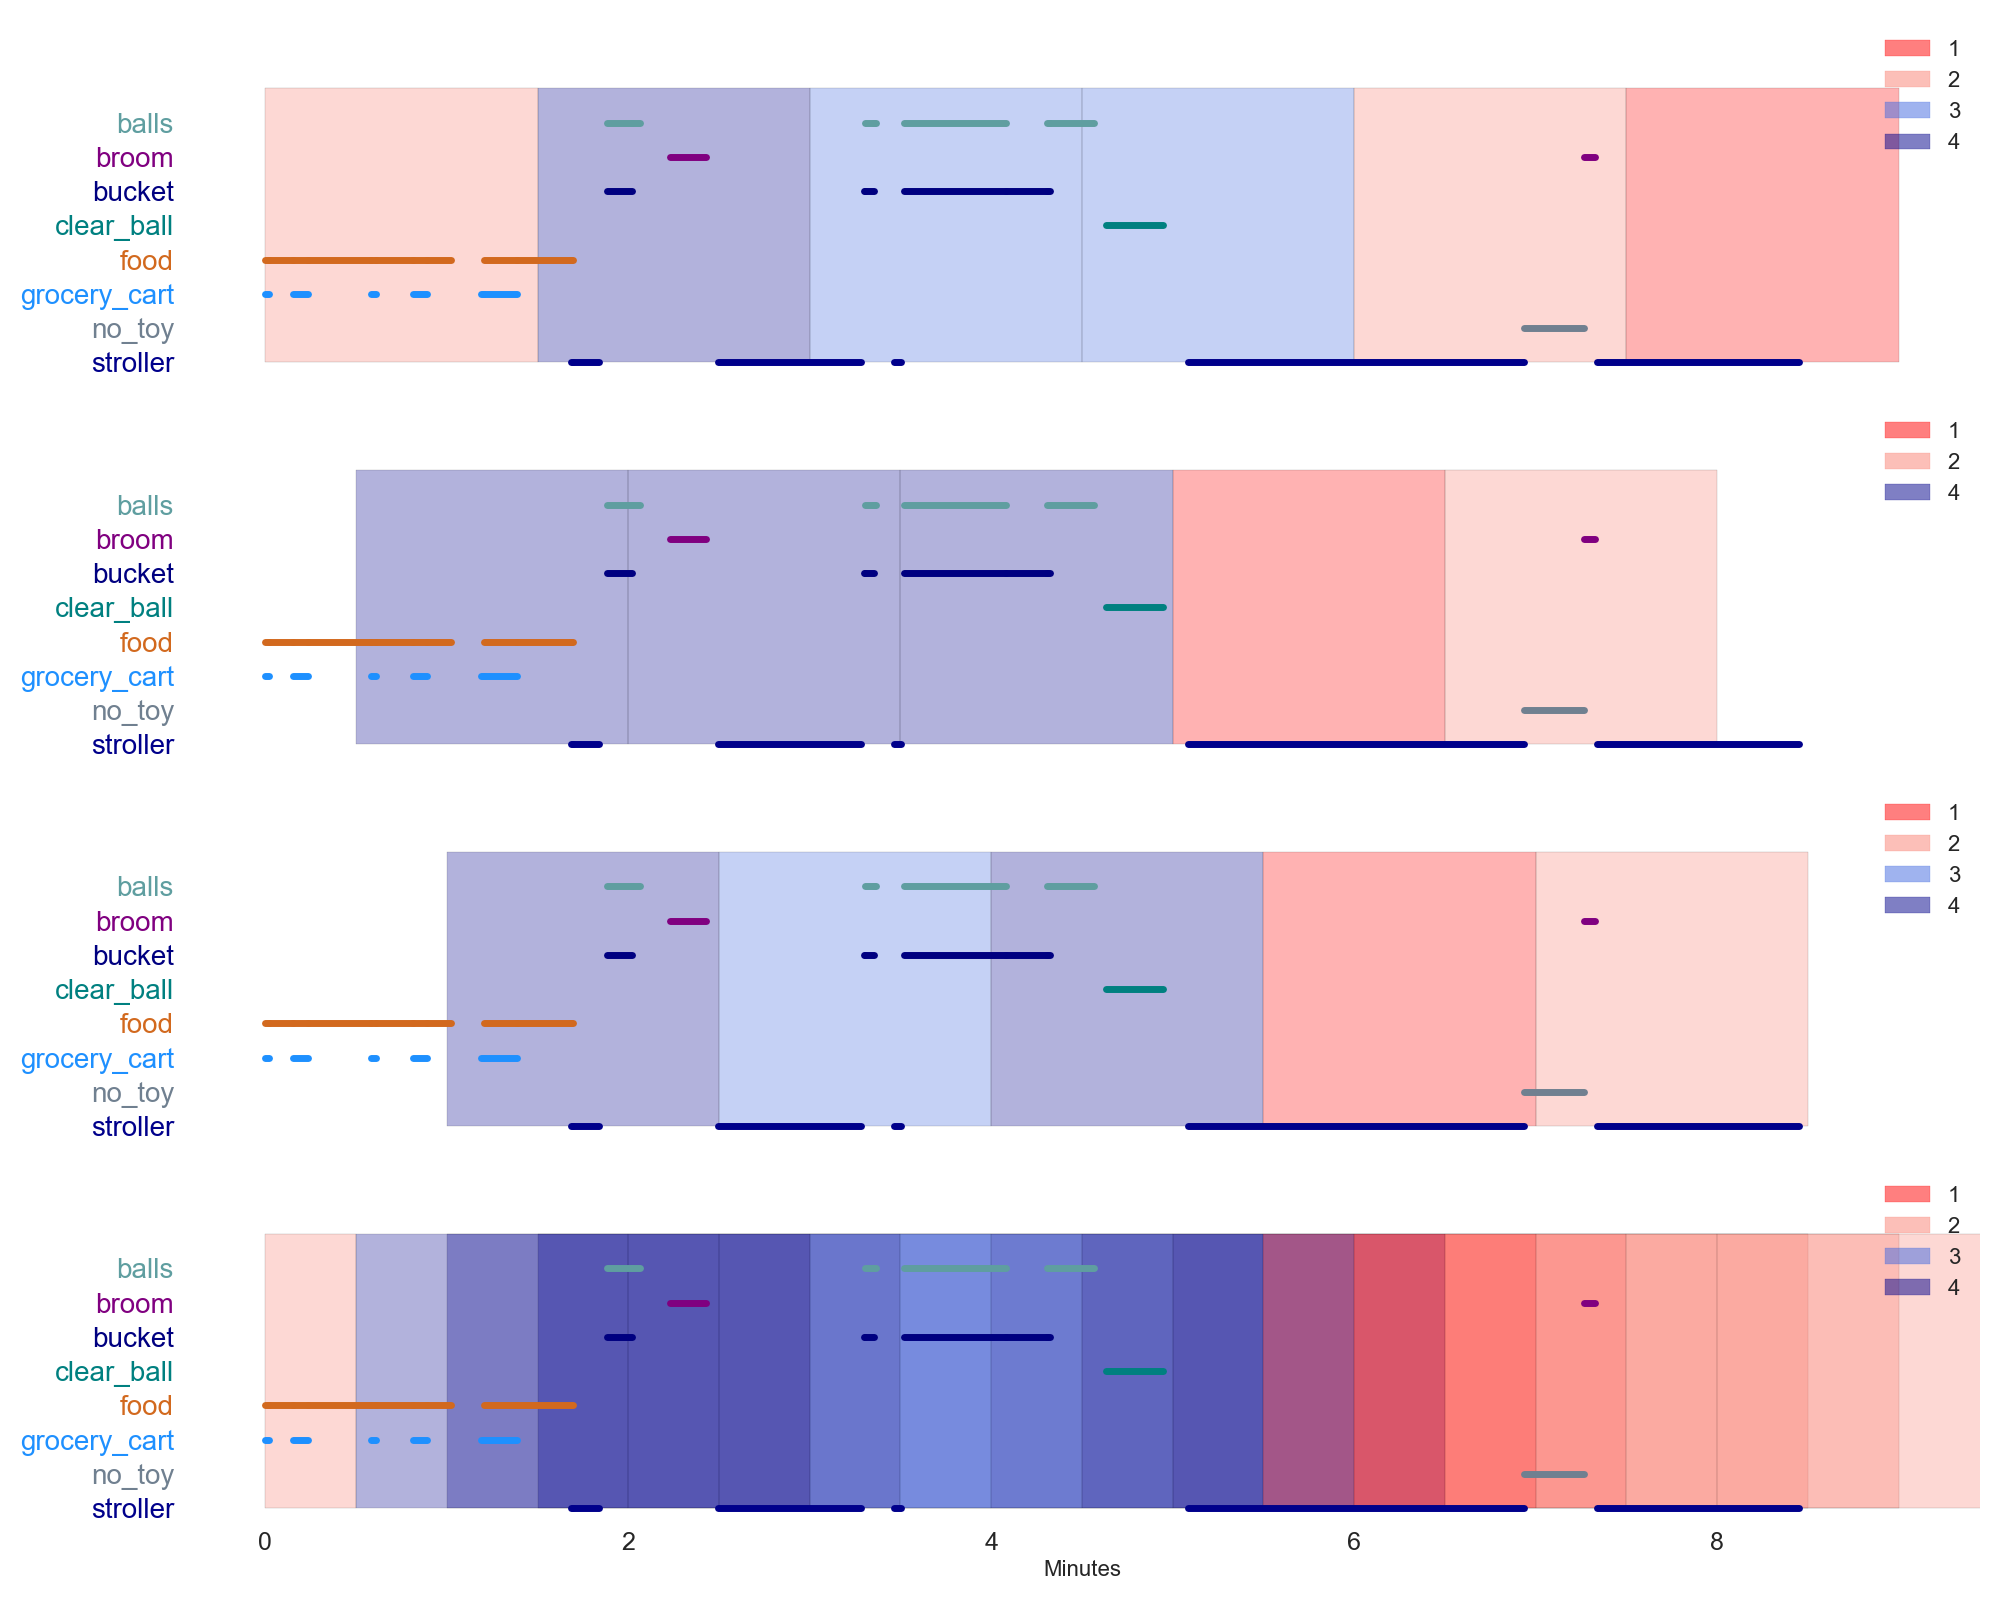 1
2
3
4
balls
broom
bucket
clear_ball
food
grocery_cart
no_toy
stroller
1
2
4
balls
broom
bucket
clear_ball
food
grocery_cart
no_toy
stroller
1
2
3
4
balls
broom
bucket
clear_ball
food
grocery_cart
no_toy
stroller
1
2
3
4
balls
broom
bucket
clear_ball
food
grocery_cart
no_toy
stroller
0 2 4 6 8
Minutes